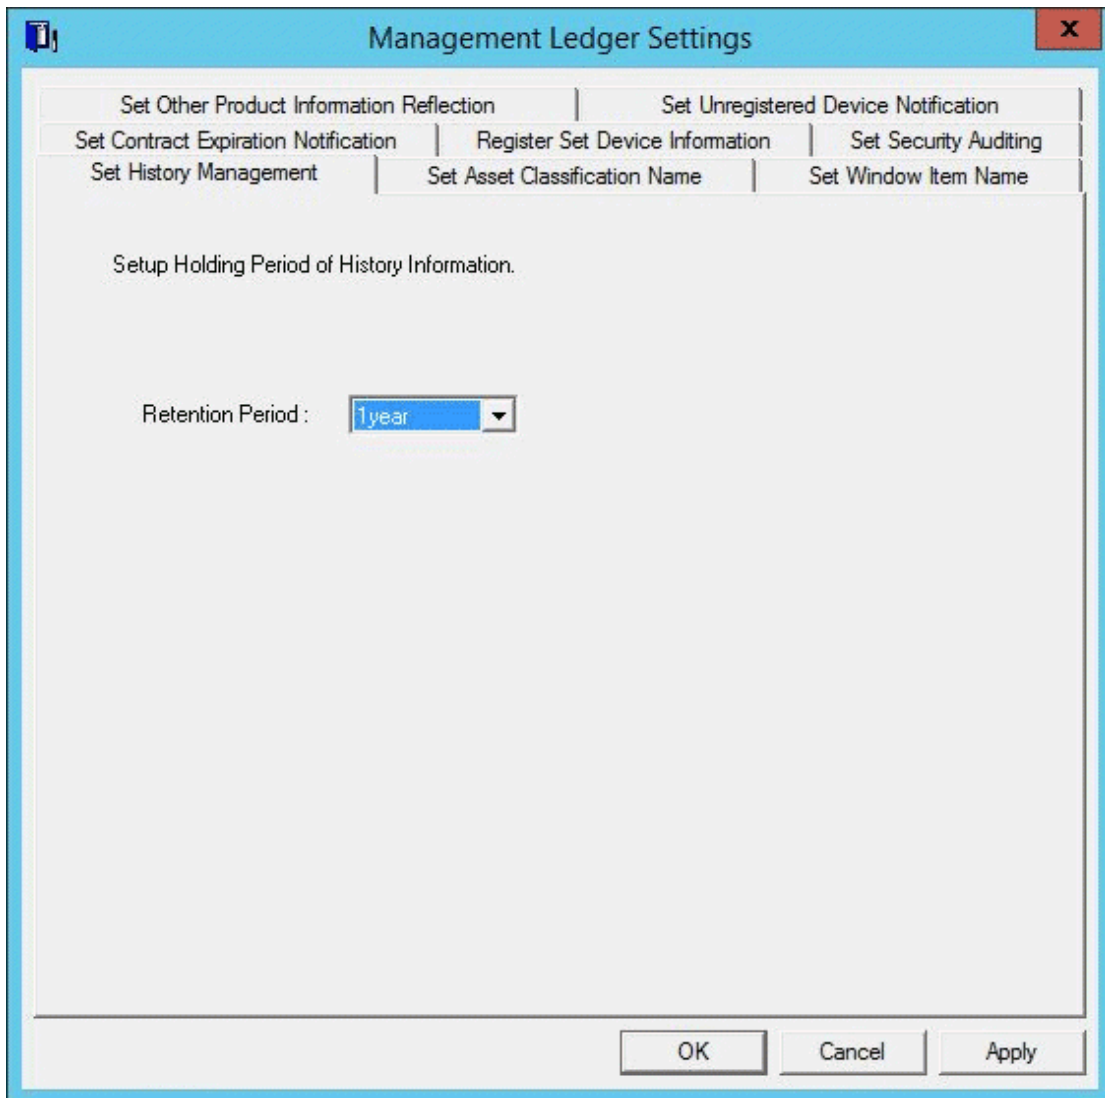 Management Ledger Settings
x
Set Other Product Information Reflection
Set Unregistered Device Notification
Set Contract Expiration Notification
Register Set Device Information
Set Security Auditing
Set History Management
Set Asset Classification Name
Set Window Item Name
Setup Holding Period of History Information.
Retention Period :
1year
OK
Cancel
Apply